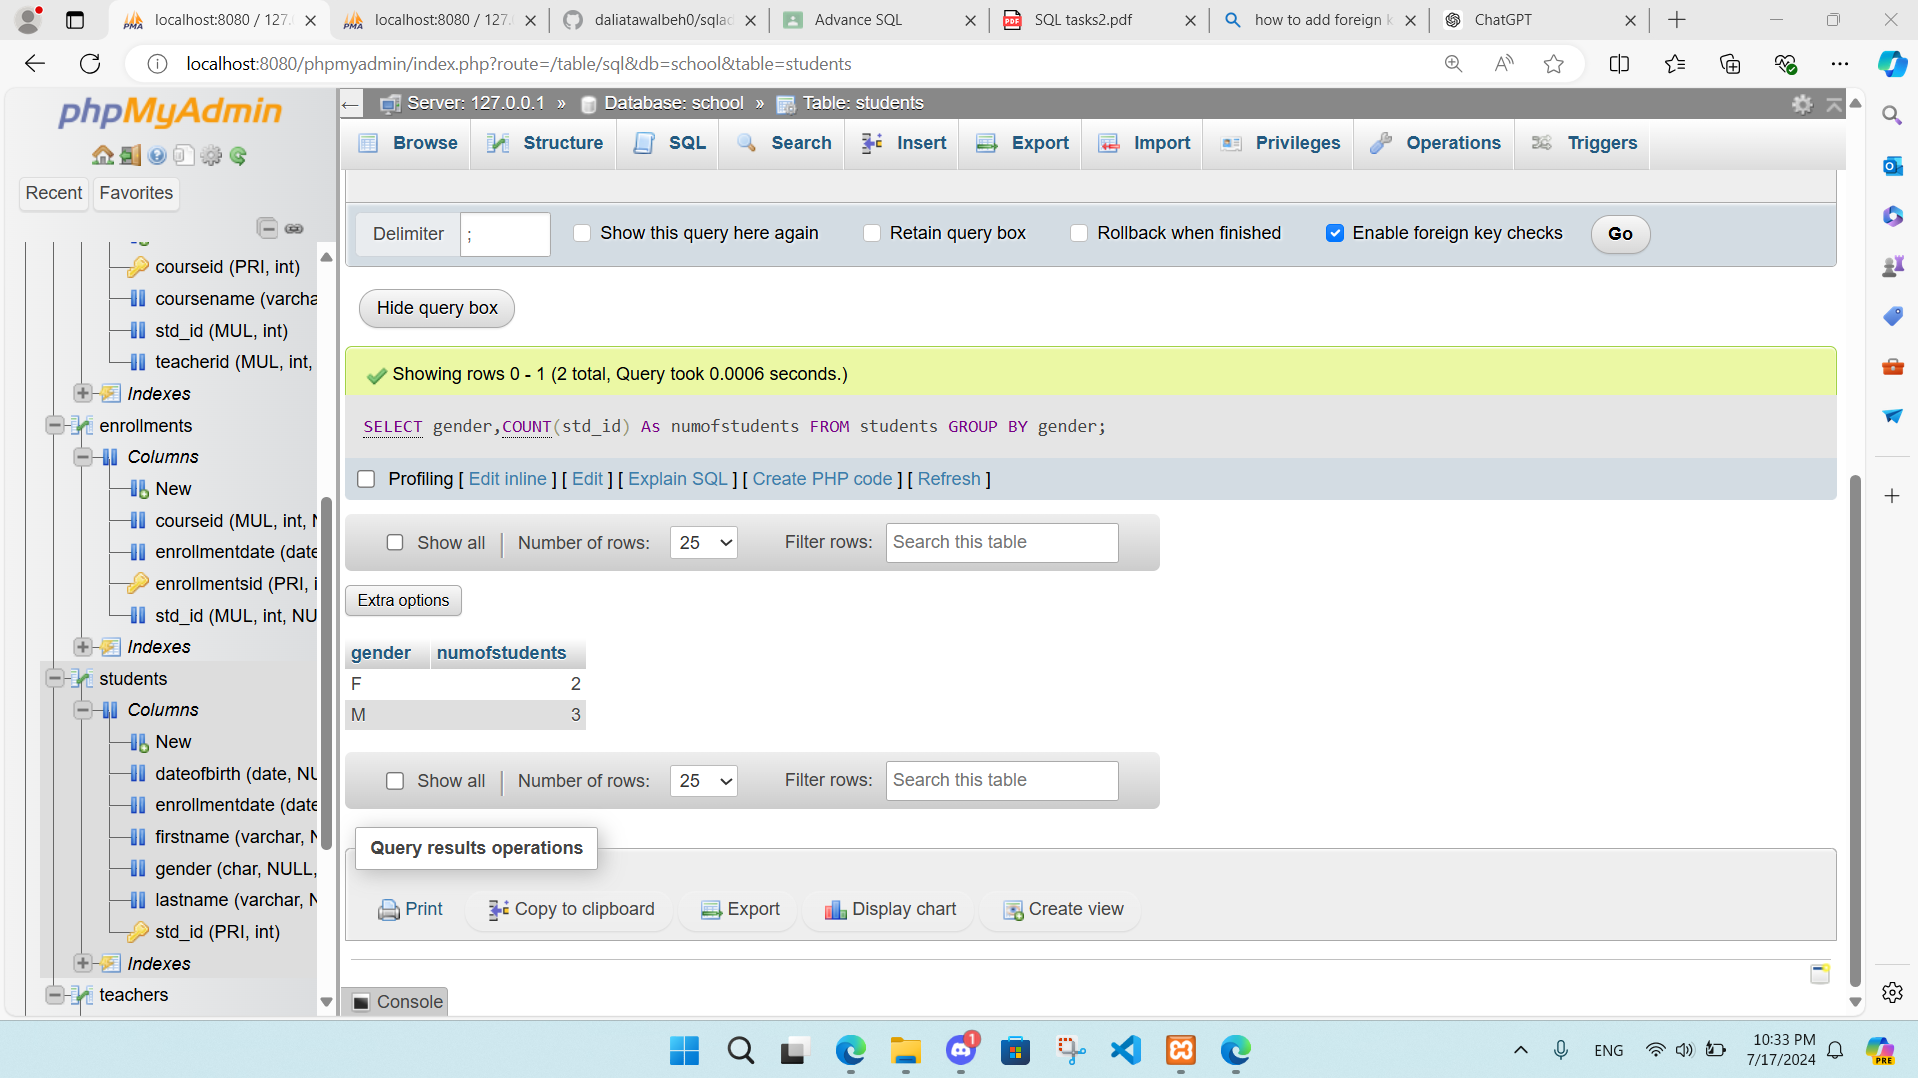 localhost:8080 / 127.
localhost:8080 / 127.
daliatawalbeh0/sqlad
Advance SQL
SQL tasks2.pdf
how to add foreign k
ChatGPT
localhost:8080/phpmyadmin/index.php?route=/table/sql&db=school&table=students
phpMyAdmin
Recent
Favorites
courseid (PRI, int)
coursename (varcha
std_id (MUL, int)
teacherid (MUL, int,
Indexes
enrollments
Columns
New
courseid (MUL, int, N
enrollmentdate (date
enrollmentsid (PRI, i
std_id (MUL, int, NU
Indexes
students
Columns
New
dateofbirth (date, NU
enrollmentdate (date
firstname (varchar, N
gender (char, NULL,
lastname (varchar, N
std_id (PRI, int)
Indexes
teachers
Server: 127.0.0.1 » Database: school » Table: students
Browse
Structure
SQL
Search
Insert
Export
Import
Privileges
Operations
Triggers
Delimiter
;
Show this query here again
Retain query box
Rollback when finished
Enable foreign key checks
Go
Hide query box
Showing rows 0 - 1 (2 total, Query took 0.0006 seconds.)
SELECT gender,COUNT(std_id) As numofstudents FROM students GROUP BY gender;
Profiling [ Edit inline ] [ Edit ] [ Explain SQL ] [ Create PHP code ] [ Refresh ]
Show all
Number of rows:
25
Filter rows:
Search this table
Extra options
gender numofstudents
F 2
M 3
Show all
Number of rows:
25
Filter rows:
Search this table
Query results operations
Print
Copy to clipboard
Export
Display chart
Create view
Console
1
ENG
10:33 PM
7/17/2024
PRE